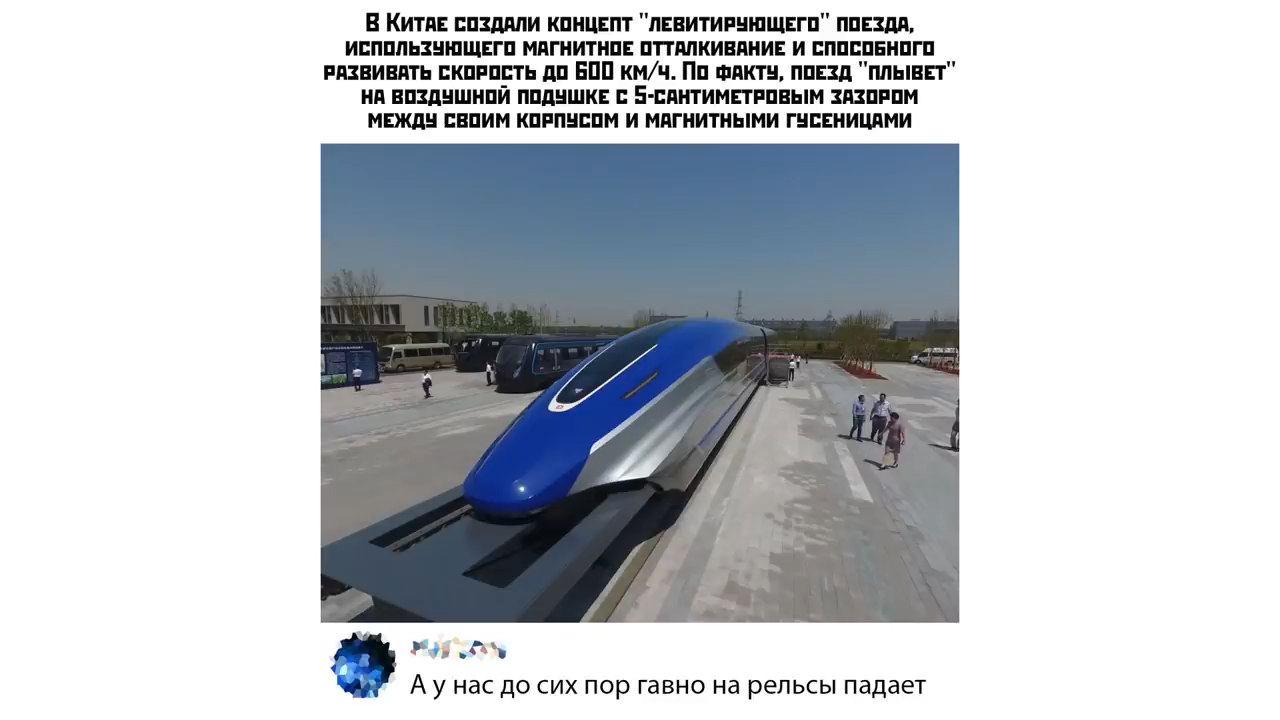 В Китае создали концепт "левитирующего" поезда,
использующего магнитное отталкивание и способного
развивать скорость до 600 км/ч. По факту, поезд "плывет"
на воздушной подушке с 5-сантиметровым зазором
между своим корпусом и магнитными гусеницами
А у нас до сих пор гавно на рельсы падает